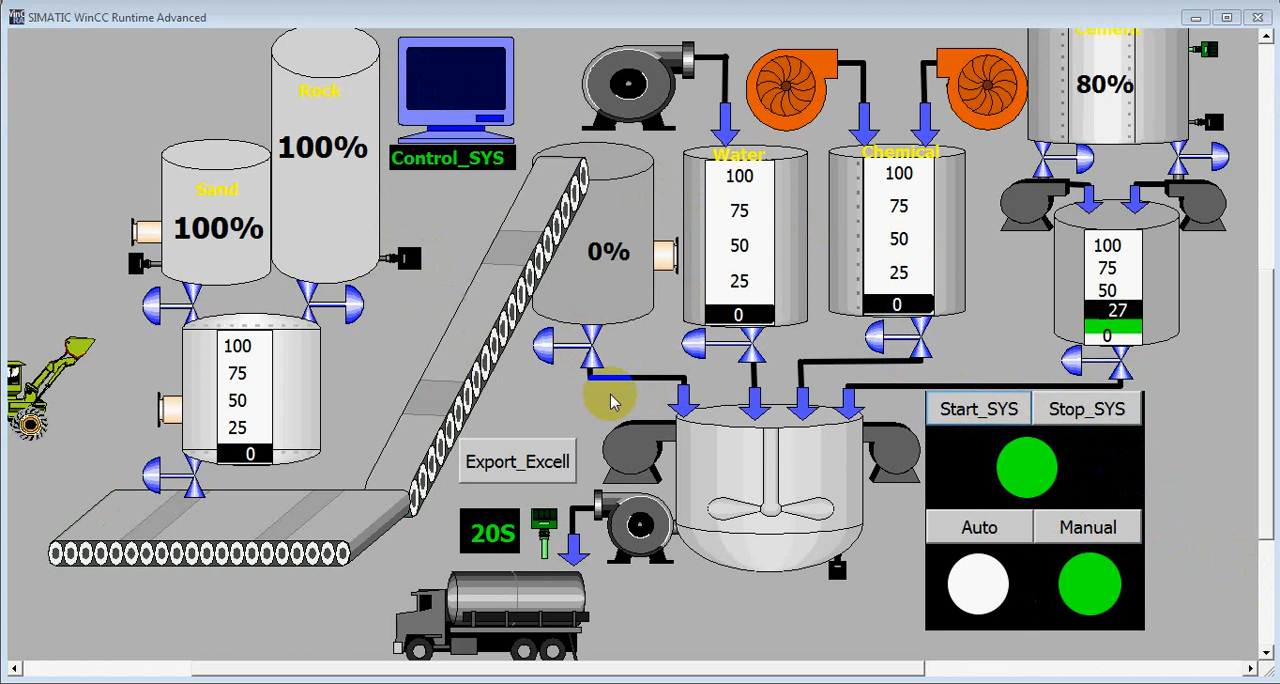 SIMATIC WinCC Runtime Advanced
Rock
100%
Sand
100%
Control_SYS
0%
Water
100
75
50
25
0
Chemical
100
75
50
25
0
Cement
80%
100
75
50
27
0
100
75
50
25
0
Export_Excell
20S
Start_SYS
Stop_SYS
Auto
Manual